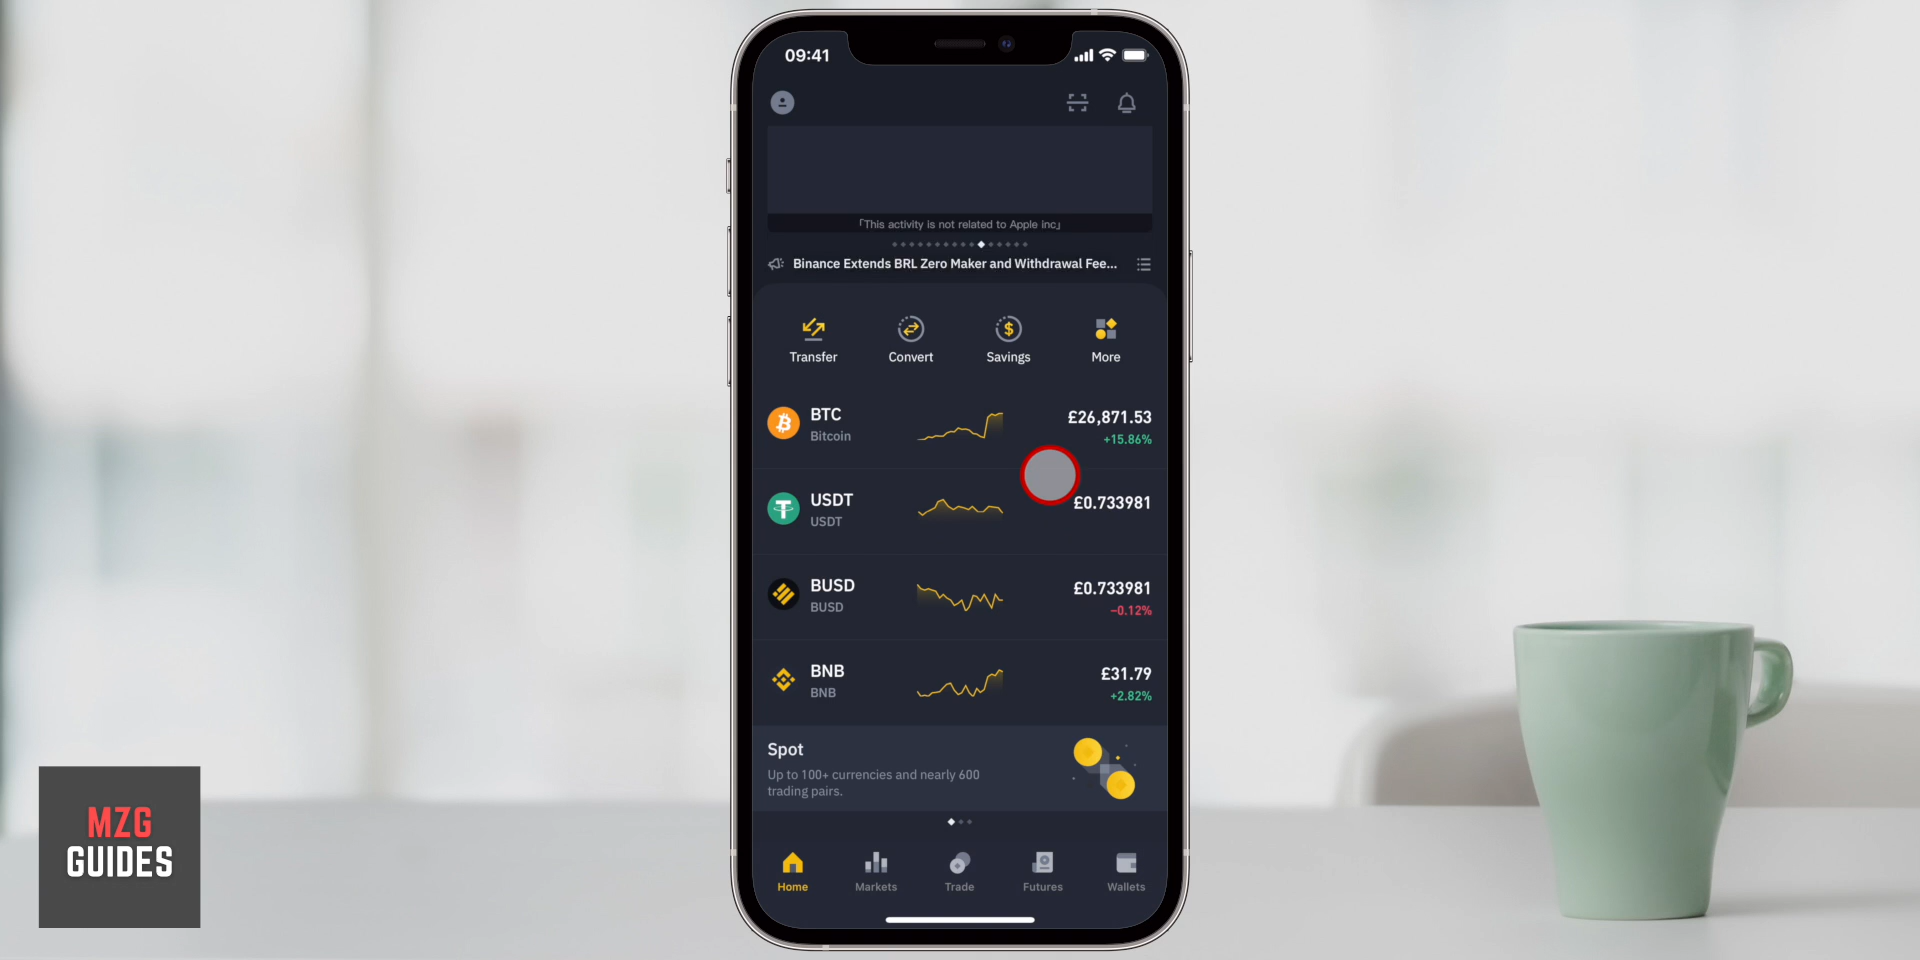 09:41
「This activity is not related to Apple inc」
Binance Extends BRL Zero Maker and Withdrawal Fee...
Transfer
Convert
Savings
More
BTC
£26,871.53
Bitcoin
+15.86%
USDT
£0.733981
USDT
BUSD
£0.733981
BUSD
-0.12%
BNB
£31.79
BNB
+2.82%
Spot
Up to 100+ currencies and nearly 600
trading pairs.
Home
Markets
Trade
Futures
Wallets
MZG
GUIDES